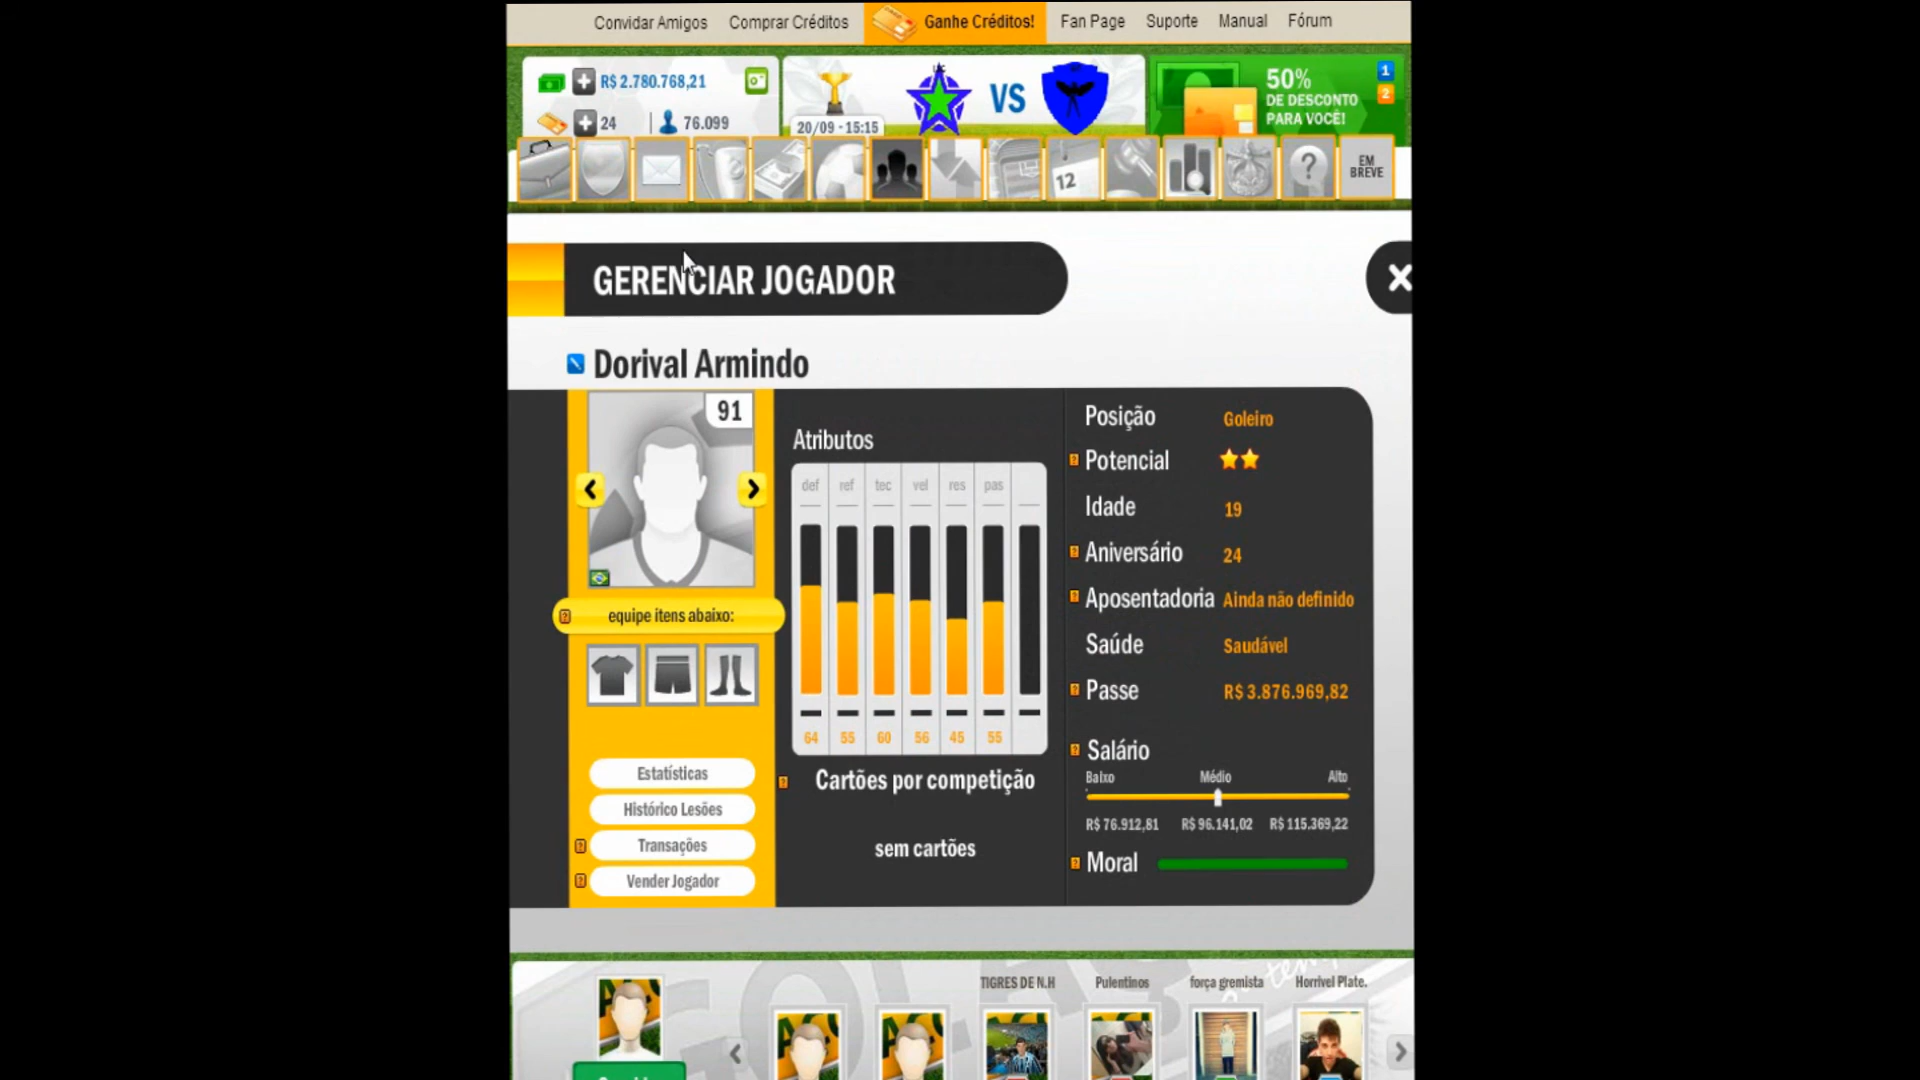 Convidar Amigos Comprar Créditos Ganhe Créditos! Fan Page Suporte Manual Fórum
R$ 2.780.768,21
24 76.099
20/09 - 15:15
VS
50%
DE DESCONTO
PARA VOCÊ!
1
2
12
?
EM
BREVE
GERENCIAR JOGADOR
X
Dorival Armindo
91
equipe itens abaixo:
Estatísticas
Histórico Lesões
Transações
Vender Jogador
Atributos
def ref tec vel res pas
64 55 60 56 45 55
Cartões por competição
sem cartões
Posição Goleiro
Potencial
Idade 19
Aniversário 24
Aposentadoria Ainda não definido
Saúde Saudável
Passe R$ 3.876.969,82
Salário
Baixo Médio Alto
R$ 76.912,81 R$ 96.141,02 R$ 115.369,22
Moral
TIGRES DE N.H Pulentinos força gremista Horrivel Plate.